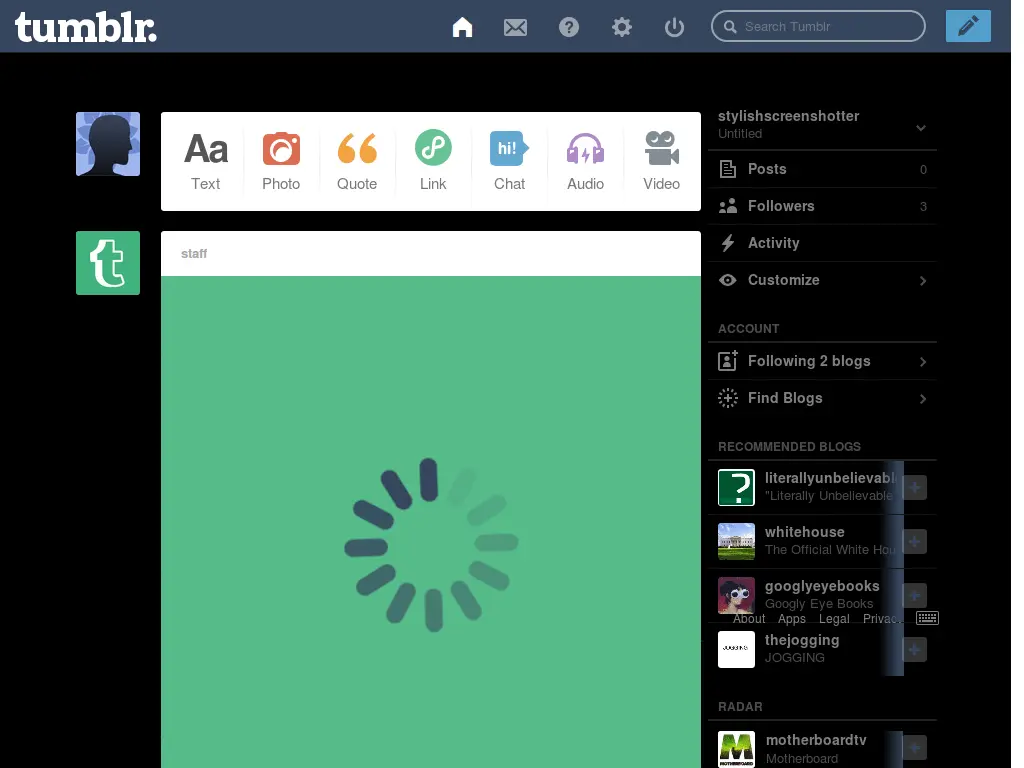 tumblr.
Search Tumblr
Aa
hi!
Text
Photo
Quote
Link
Chat
Audio
Video
staff
stylishscreenshotter
Untitled
Posts 0
Followers 3
Activity
Customize
ACCOUNT
Following 2 blogs
Find Blogs
RECOMMENDED BLOGS
literallyunbelievabl
"Literally Unbelievable
whitehouse
The Official White Hou
googlyeyebooks
Googly Eye Books
About Apps Legal Privac
JOGGING
thejogging
JOGGING
RADAR
motherboardtv
Motherboard
MOTHERBOARD